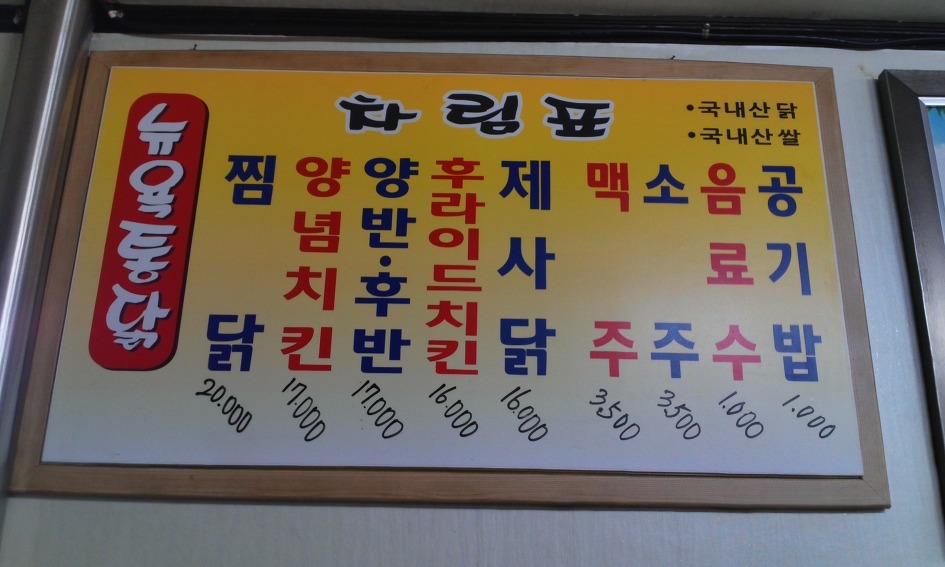 뉴욕통닭
차림표
•국내산 닭
•국내산 쌀
찜닭 20.000
양념치킨 17.000
양반·후반 17.000
후라이드치킨 16.000
제사닭 16.000
맥주 3,500
소주 3,500
음료수 1.000
공기밥 1.000